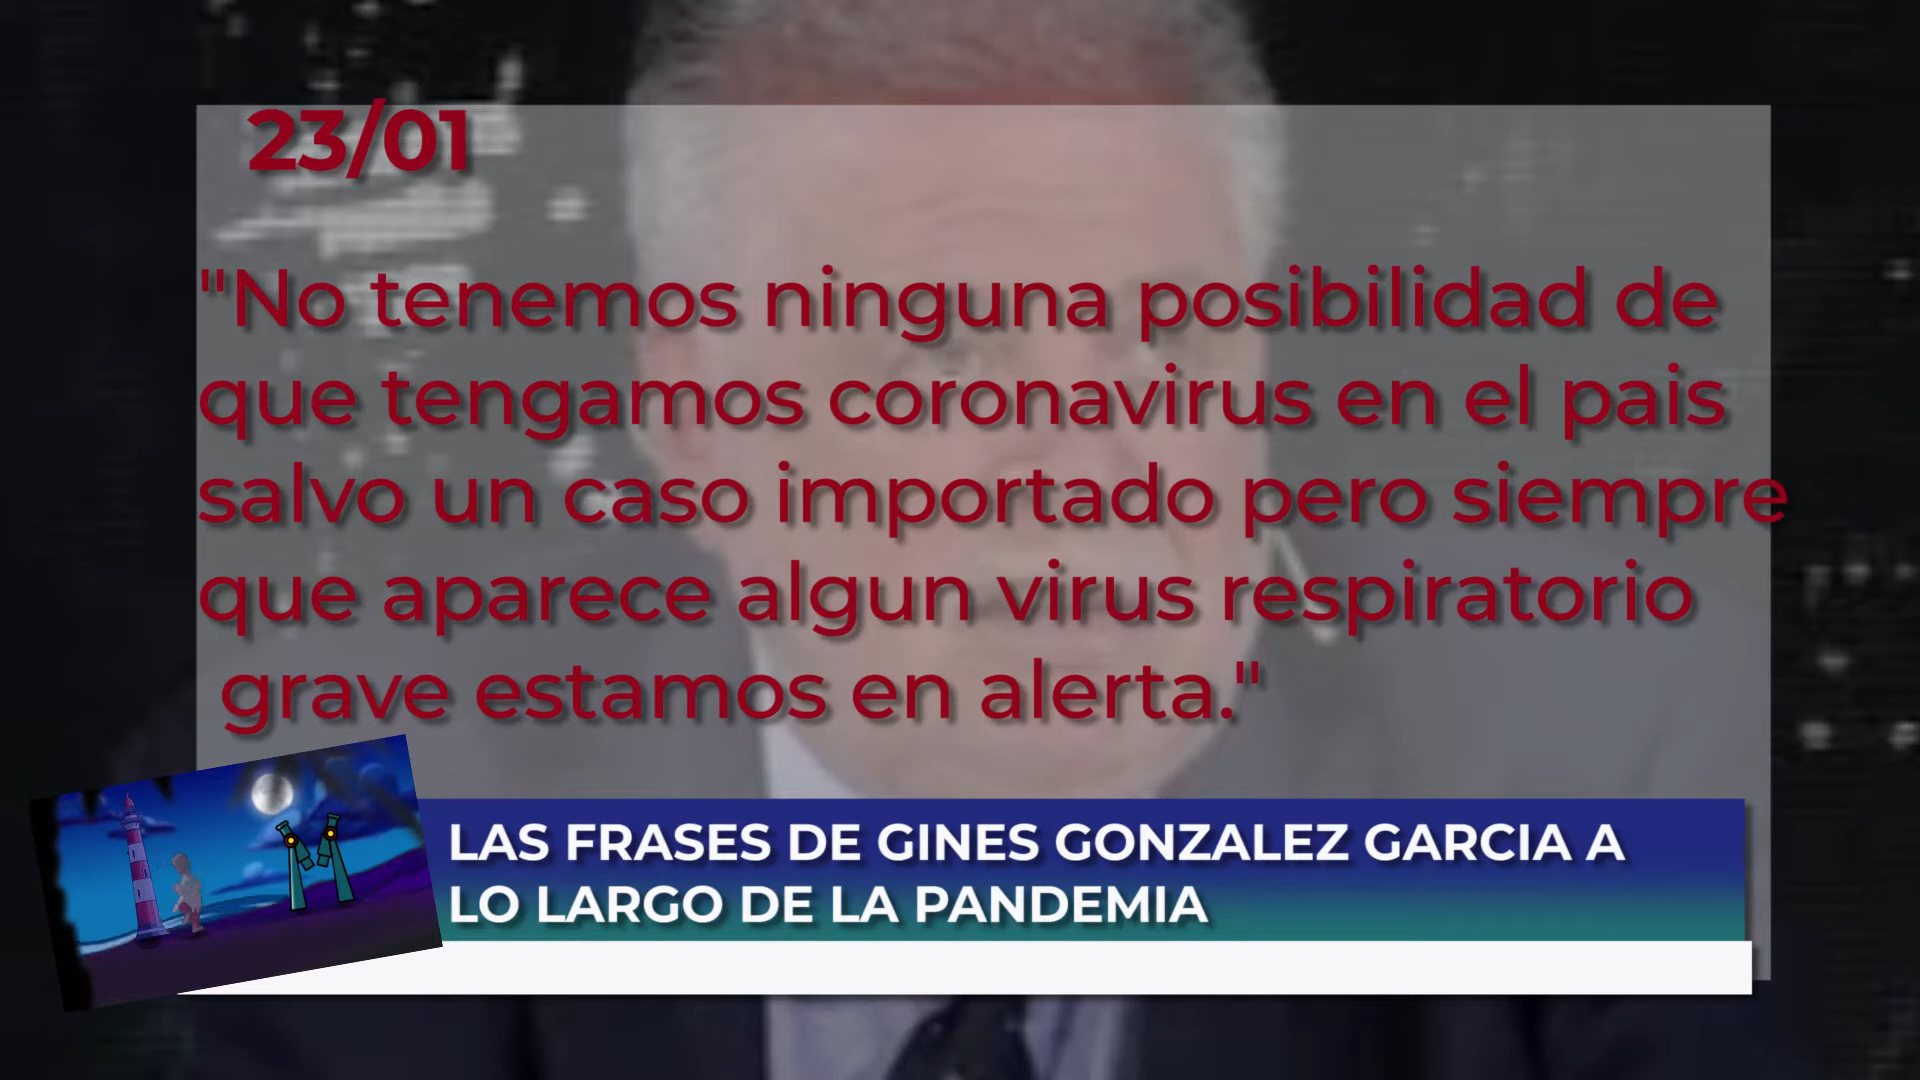 23/01
"No tenemos ninguna posibilidad de
que tengamos coronavirus en el pais
salvo un caso importado pero siempre
que aparece algun virus respiratorio
grave estamos en alerta."
LAS FRASES DE GINES GONZALEZ GARCIA A
LO LARGO DE LA PANDEMIA